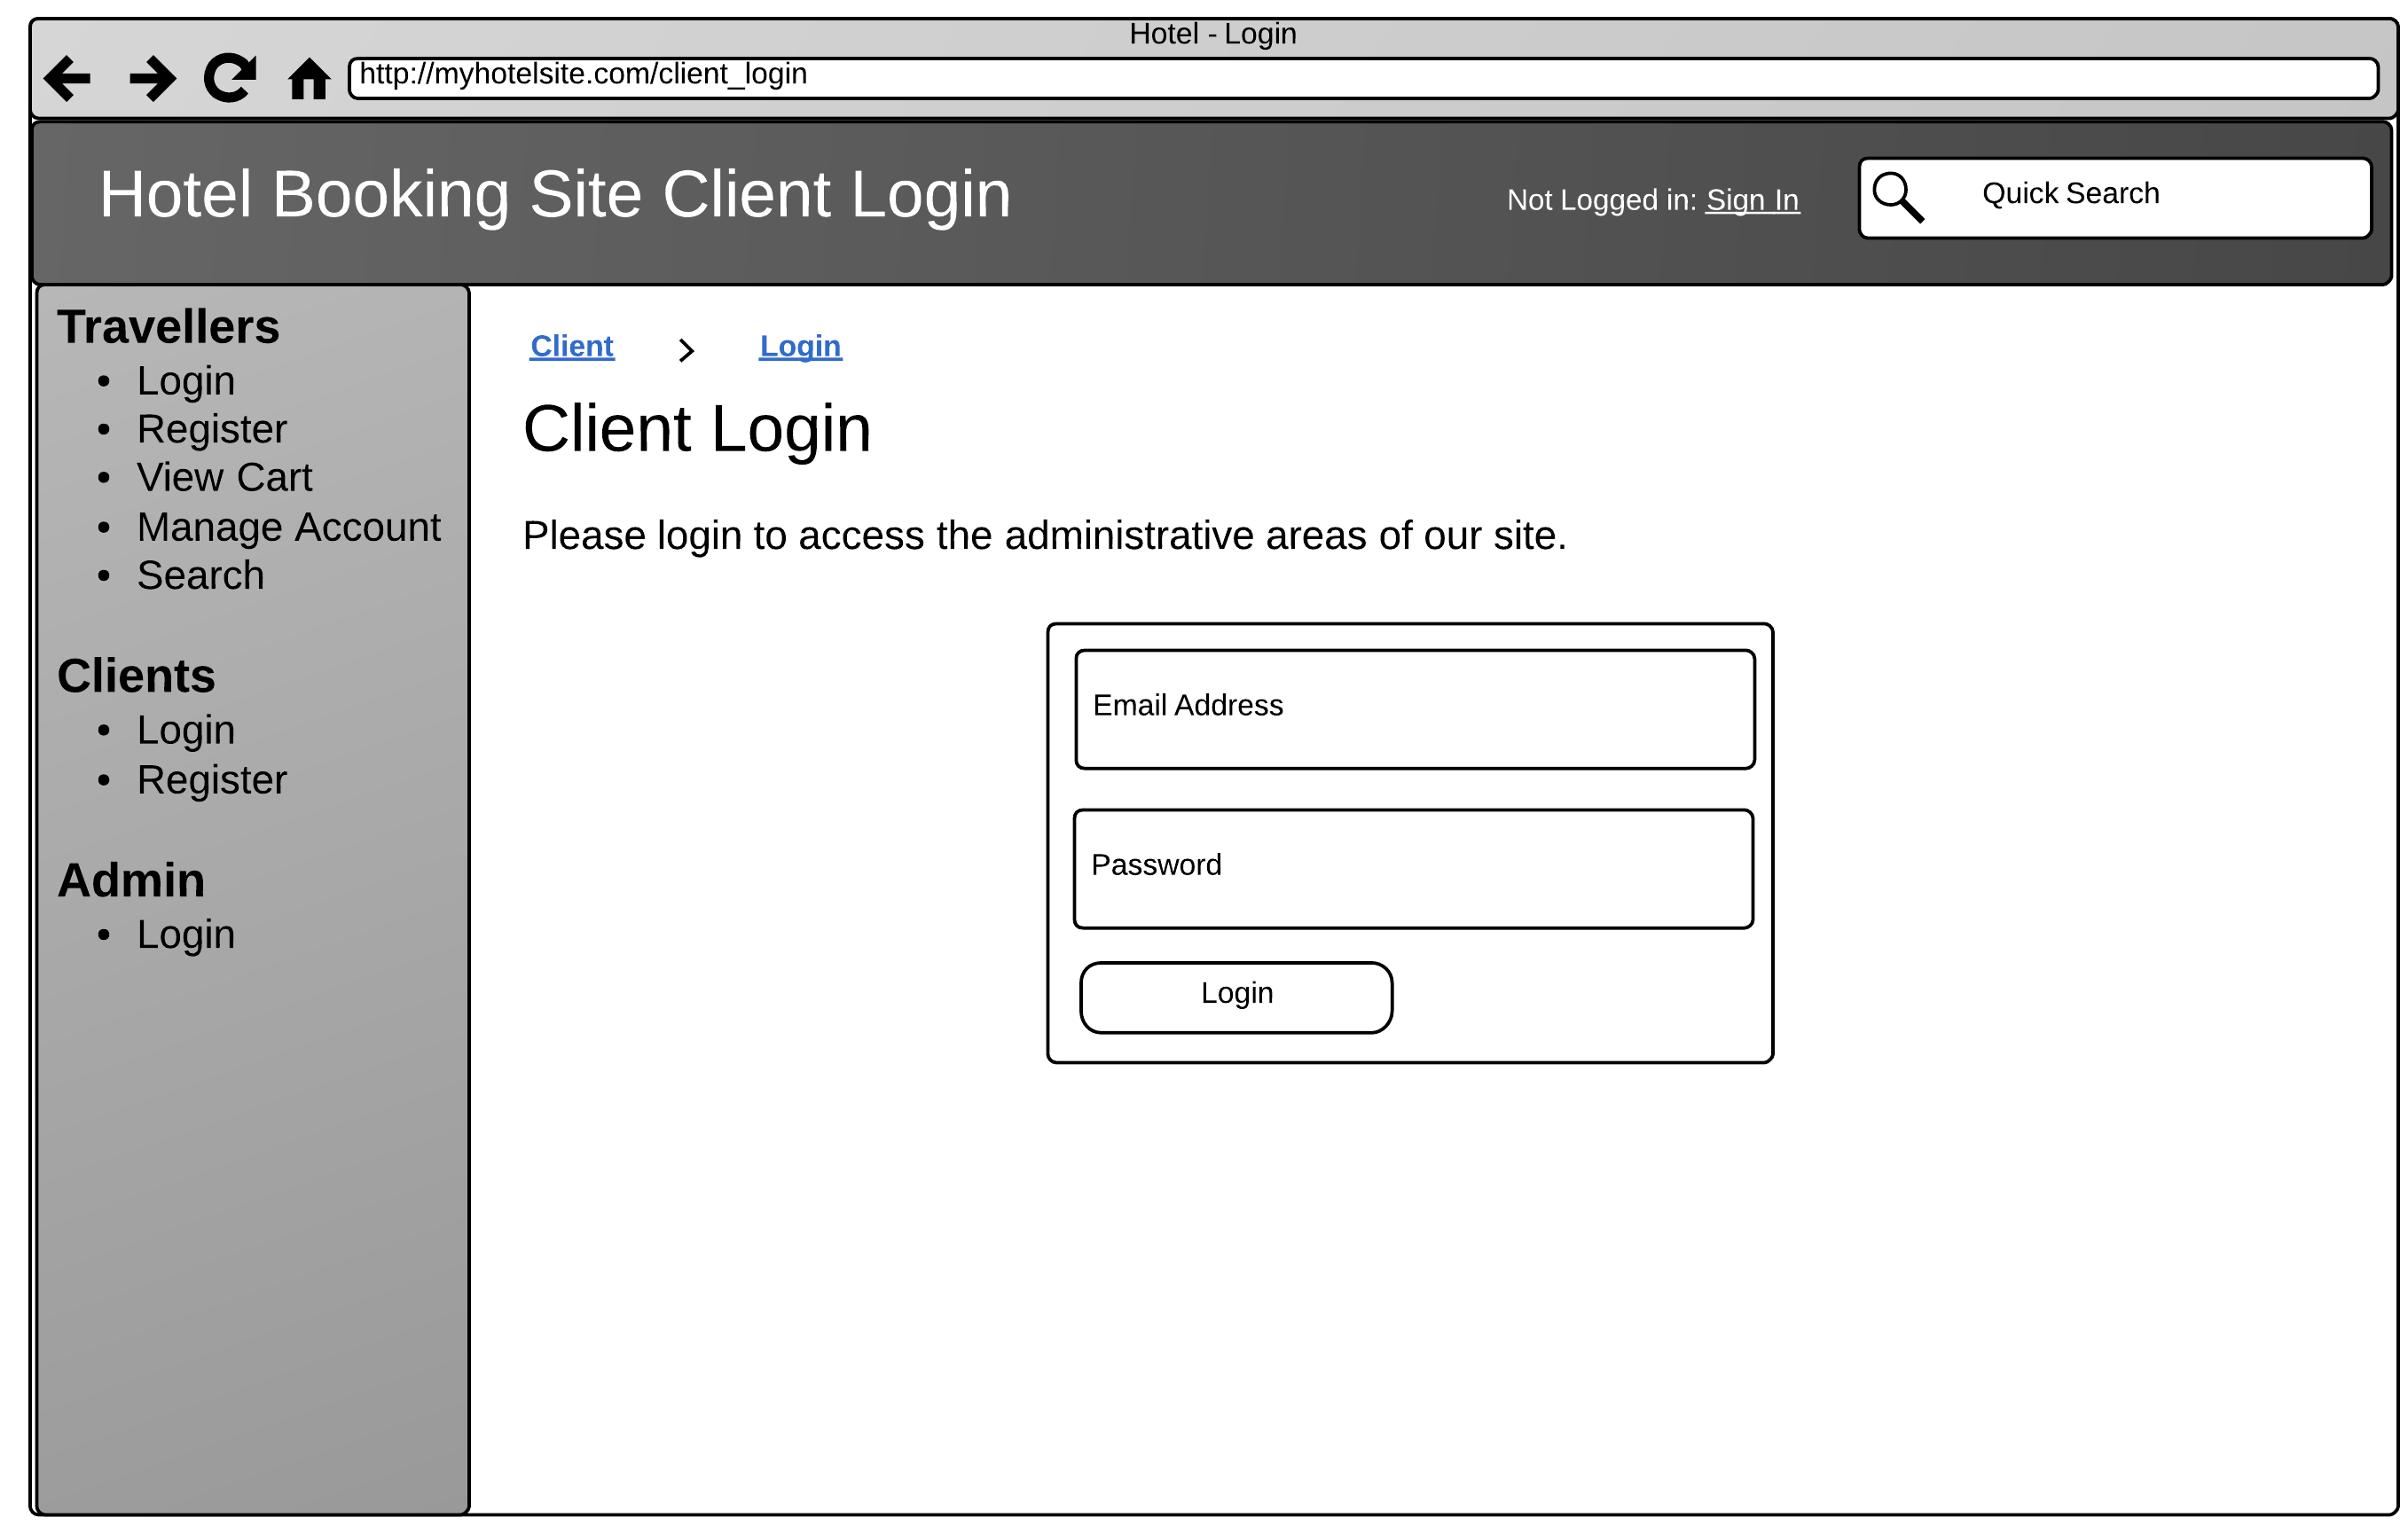 Hotel - Login
http://myhotelsite.com/client_login
Hotel Booking Site Client Login
Not Logged in: Sign In
Quick Search
Travellers
• Login
• Register
• View Cart
• Manage Account
• Search
Clients
• Login
• Register
Admin
• Login
Client > Login
Client Login
Please login to access the administrative areas of our site.
Email Address
Password
Login